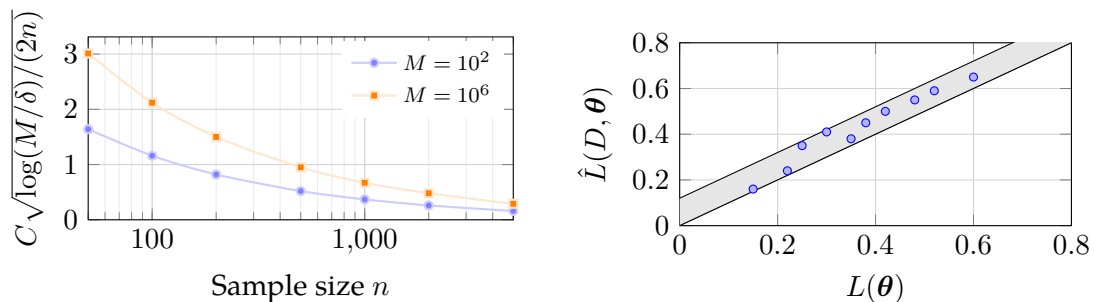 C√log(M/δ)/(2n)
3
2
1
0
100
1,000
Sample size n
M = 10²
M = 10⁶
L̂(D, θ)
0.8
0.6
0.4
0.2
0
0
0.2
0.4
0.6
0.8
L(θ)